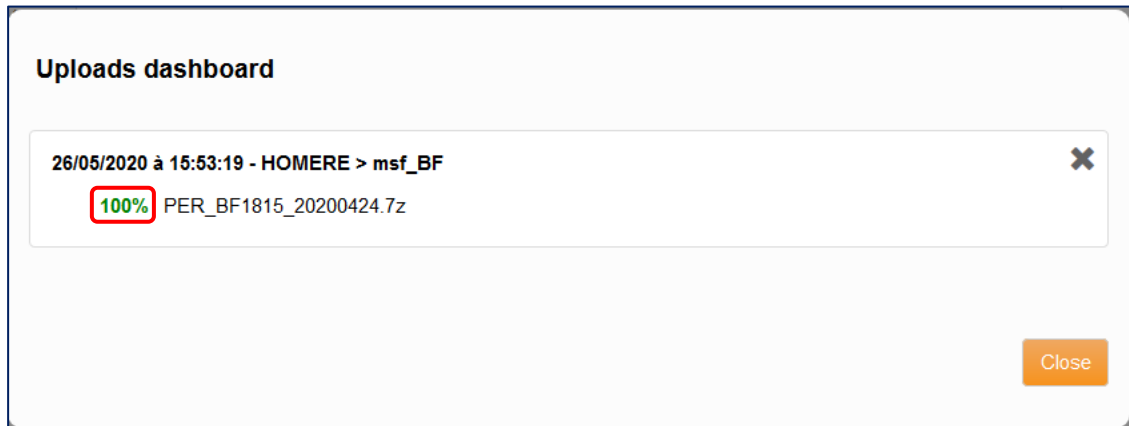 Uploads dashboard
26/05/2020 à 15:53:19 - HOMERE > msf_BF
100% PER_BF1815_20200424.7z
Close